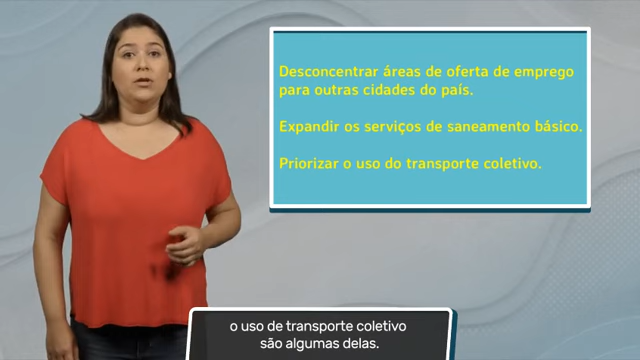 Desconcentrar áreas de oferta de emprego
para outras cidades do país.
Expandir os serviços de saneamento básico.
Priorizar o uso do transporte coletivo.
o uso de transporte coletivo
são algumas delas.